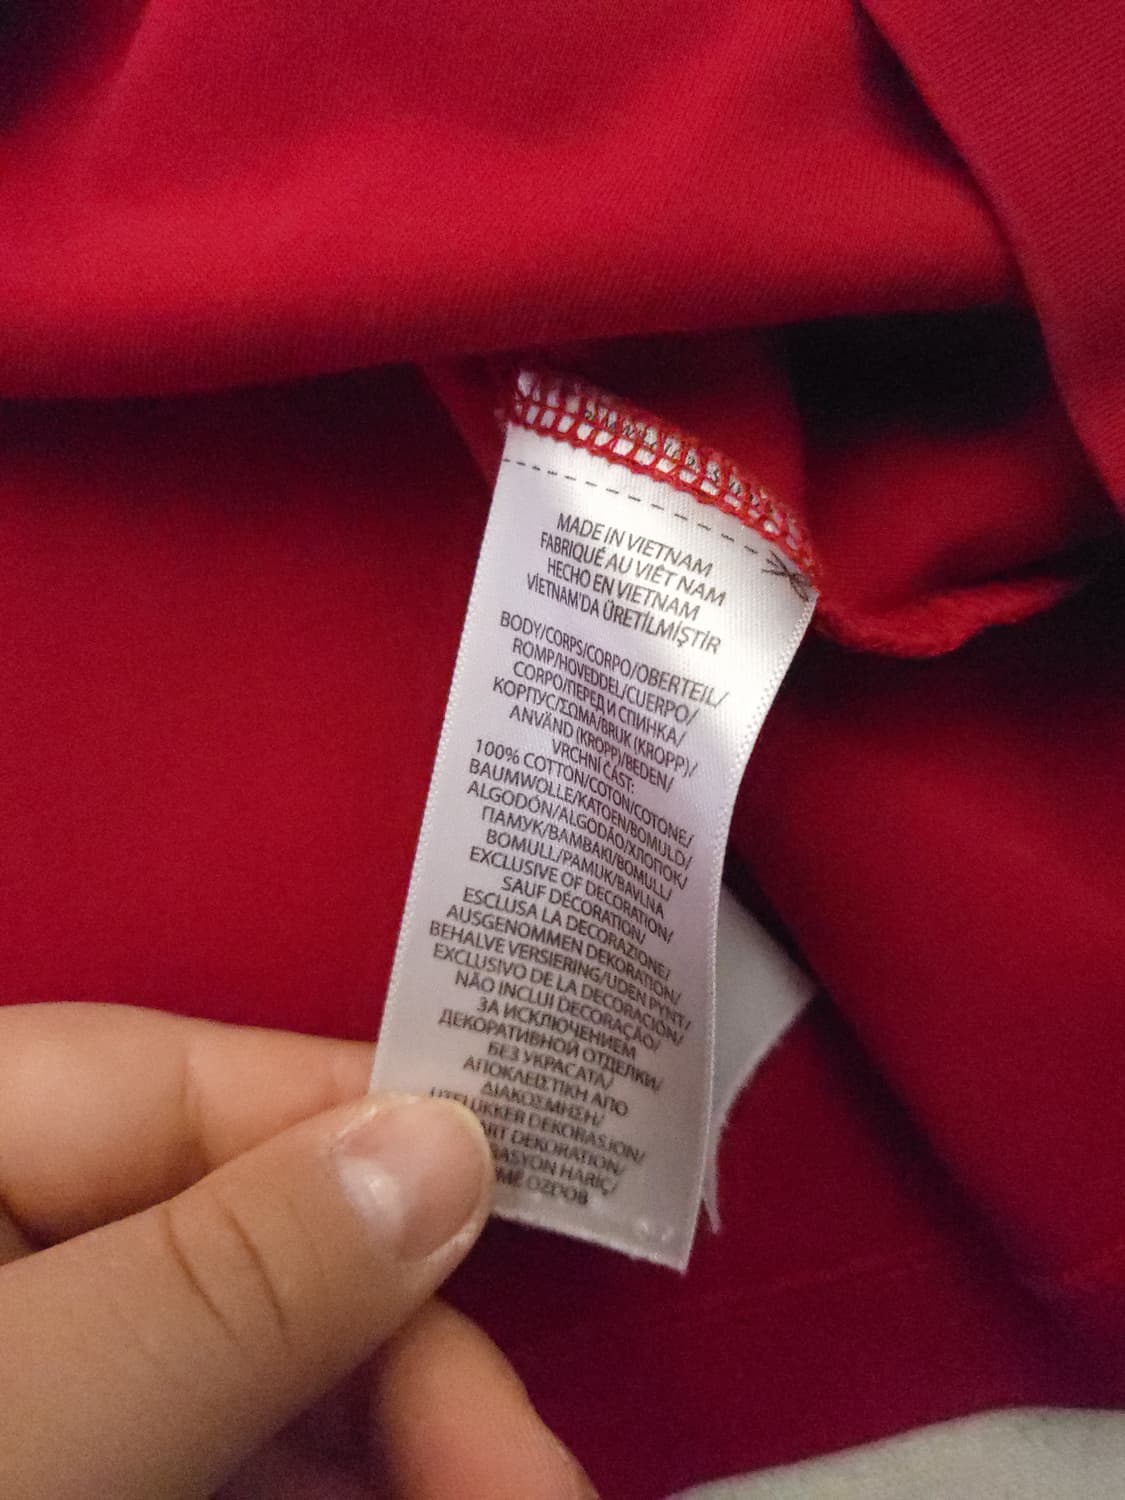 MADE IN VIETNAM
FABRIQUÉ AU VIÊT NAM
HECHO EN VIETNAM
VİETNAM'DA ÜRETİLMİŞTİR
BODY/CORPS/CORPO/OBERTEIL/
ROMP/HOVEDDEL/CUERPO/
CORPO/ПЕРЕД И СПИНКА/
КОРПУС/ΣΩΜΑ/BRUK (KROPP)/
ANVÄND (KROPP)/BEDEN/
VRCHNÍ ČÁST:
100% COTTON/COTON/COTONE/
BAUMWOLLE/KATOEN/BOMULD/
ALGODÓN/ALGODÃO/ХЛОПОК/
ПАМУК/ΒΑΜΒΑΚΙ/BOMULL/
BOMULL/PAMUK/BAVLNA
EXCLUSIVE OF DECORATION/
SAUF DÉCORATION/
ESCLUSA LA DECORAZIONE/
AUSGENOMMEN DEKORATION/
BEHALVE VERSIERING/UDEN PYNT/
EXCLUSIVO DE LA DECORACIÓN/
NÃO INCLUI DECORAÇÃO/
ЗА ИСКЛЮЧЕНИЕМ
ДЕКОРАТИВНОЙ ОТДЕЛКИ/
БЕЗ УКРАСАТА/
ΑΠΟΚΛΕΙΣΤΙΚΗ ΑΠΟ
ΔΙΑΚΟΣΜΗΣΗ/
UTELUKKER DEKORASJON/
DEKORATION/
HARİÇ/
OZDOB